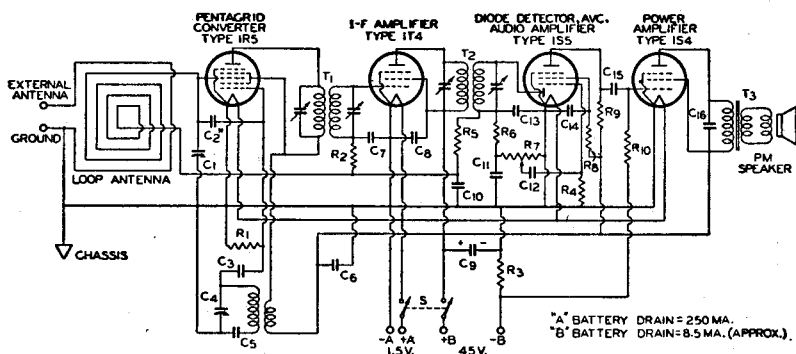 PENTAGRID
CONVERTER
TYPE 1R5
I-F AMPLIFIER
TYPE 1T4
DIODE DETECTOR, AVC.
AUDIO AMPLIFIER
TYPE 1S5
POWER
AMPLIFIER
TYPE 1S4
EXTERNAL
ANTENNA
GROUND
LOOP ANTENNA
CHASSIS
C2*
C1
T1
T2
T3
C15
C16
C13
C14
R9
R10
R5
R6
R7
R8
R2
C7
C8
C11
C12
R4
C10
PM
SPEAKER
R1
C3
C4
C5
C6
C9
+ -
R3
S
-A +A +B -B
1.5V. 45V.
"A" BATTERY DRAIN = 250 MA.
"B" BATTERY DRAIN = 8.5 MA. (APPROX.)